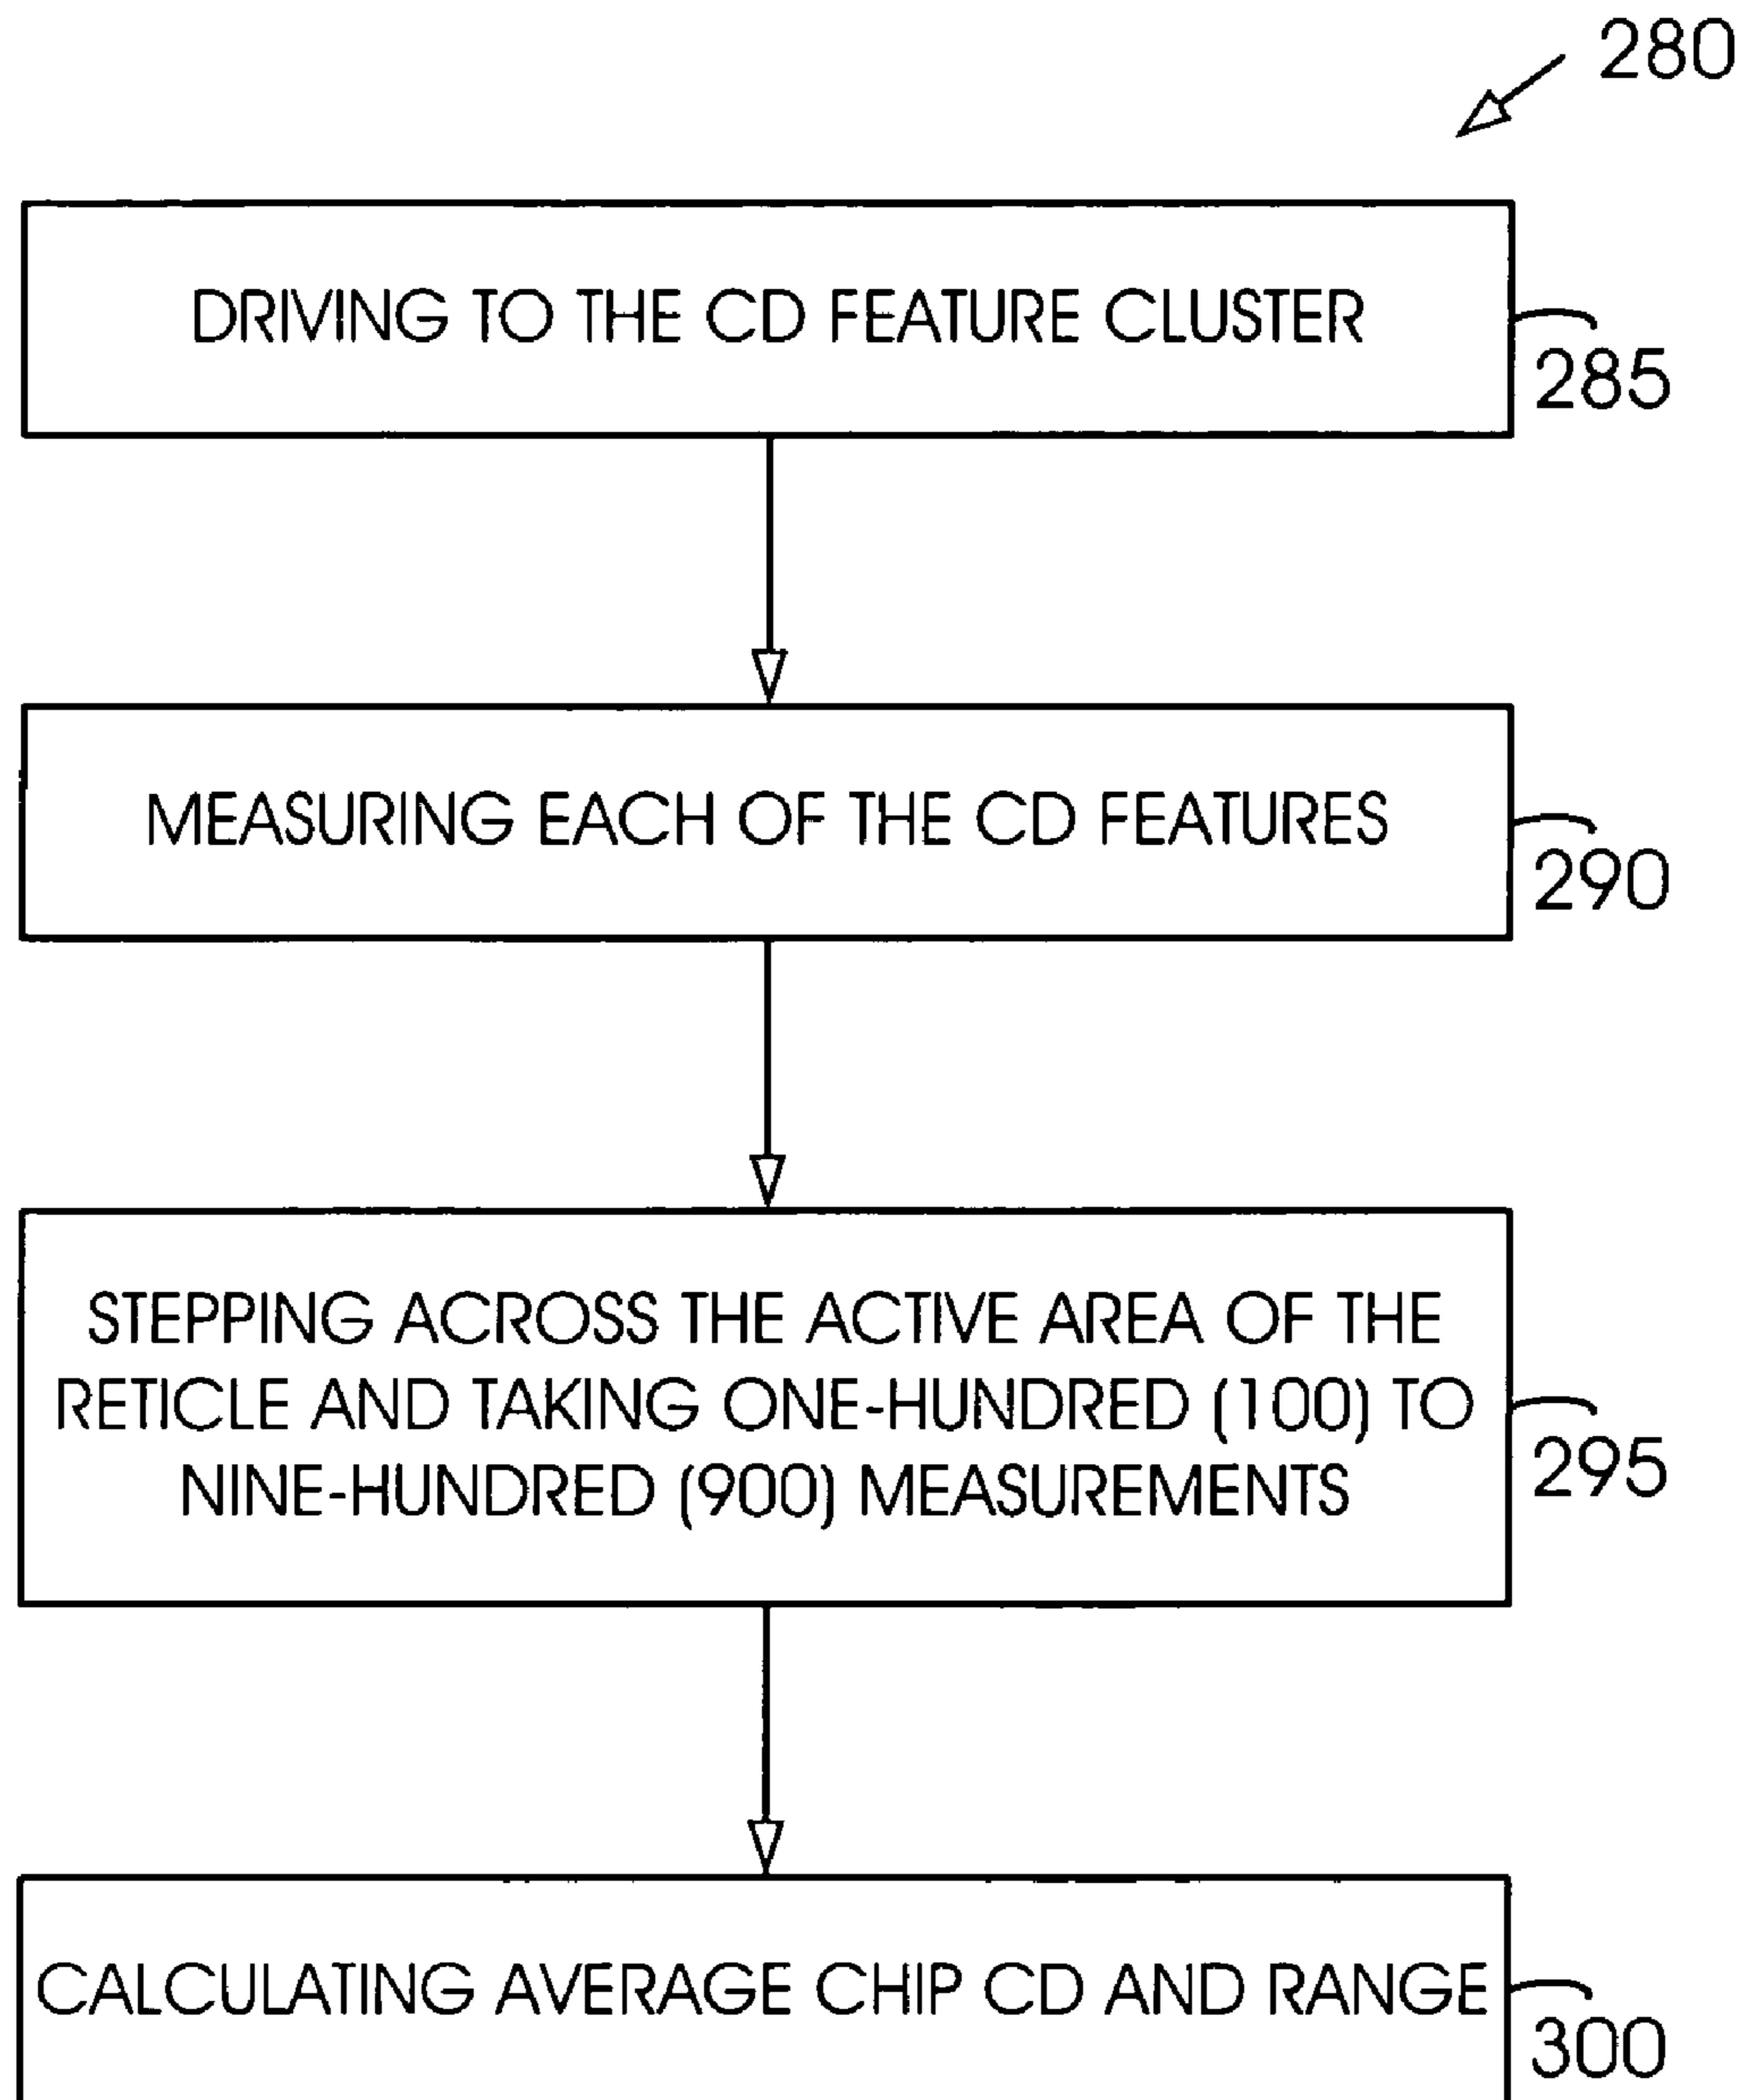 280
DRIVING TO THE CD FEATURE CLUSTER
285
MEASURING EACH OF THE CD FEATURES
290
STEPPING ACROSS THE ACTIVE AREA OF THE
RETICLE AND TAKING ONE-HUNDRED (100) TO
NINE-HUNDRED (900) MEASUREMENTS
295
CALCULATING AVERAGE CHIP CD AND RANGE
300